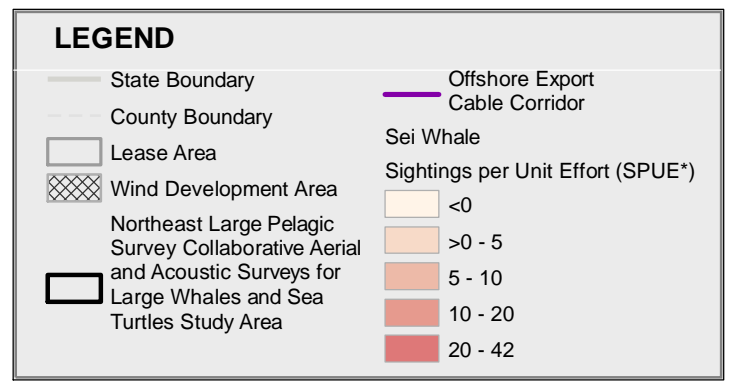 LEGEND
State Boundary
County Boundary
Lease Area
Wind Development Area
Northeast Large Pelagic
Survey Collaborative Aerial
and Acoustic Surveys for
Large Whales and Sea
Turtles Study Area
Offshore Export
Cable Corridor
Sei Whale
Sightings per Unit Effort (SPUE*)
<0
>0 - 5
5 - 10
10 - 20
20 - 42